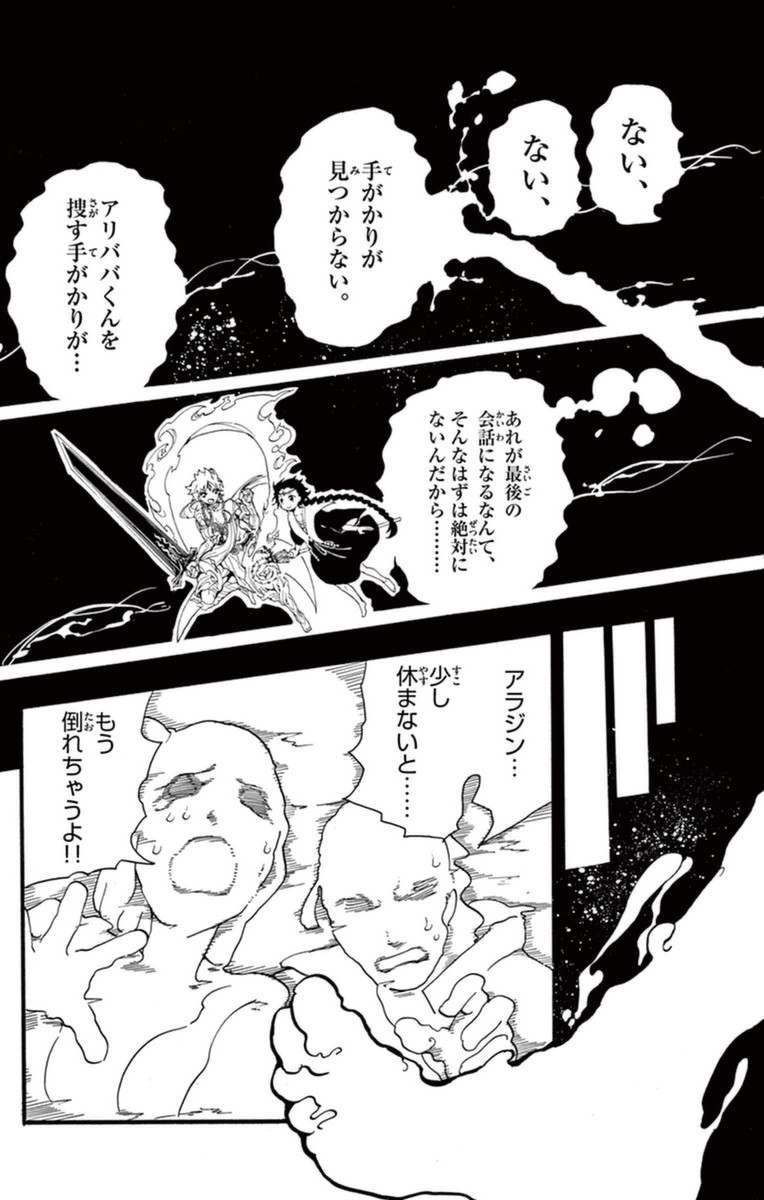 ない、
ない、
手がかりが
見つからない。
アリババくんを
捜す手がかりが…
あれが最後の
会話になるなんて、
そんなはずは絶対に
ないんだから………
アラジン…
少し
休まないと……
もう
倒れちゃうよ!!